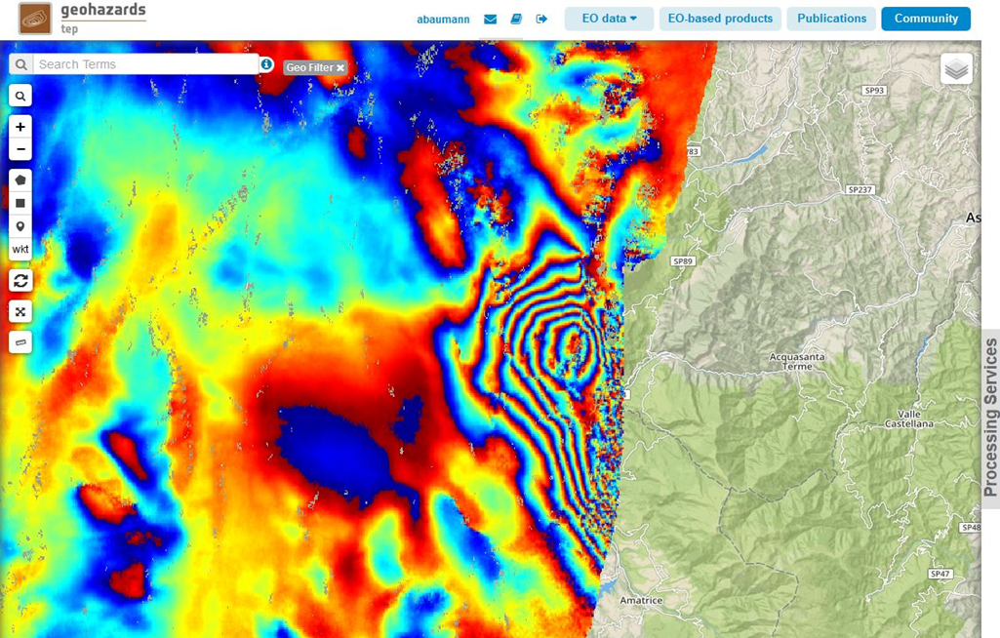 geohazards
tep
abaumann
EO data
EO-based products
Publications
Community
Search Terms
Geo Filter
SP93
SP237
As
SP89
+
−
wkt
Acquasanta
Terme
Valle
Castellana
Processing Services
SP48
SP47
Amatrice